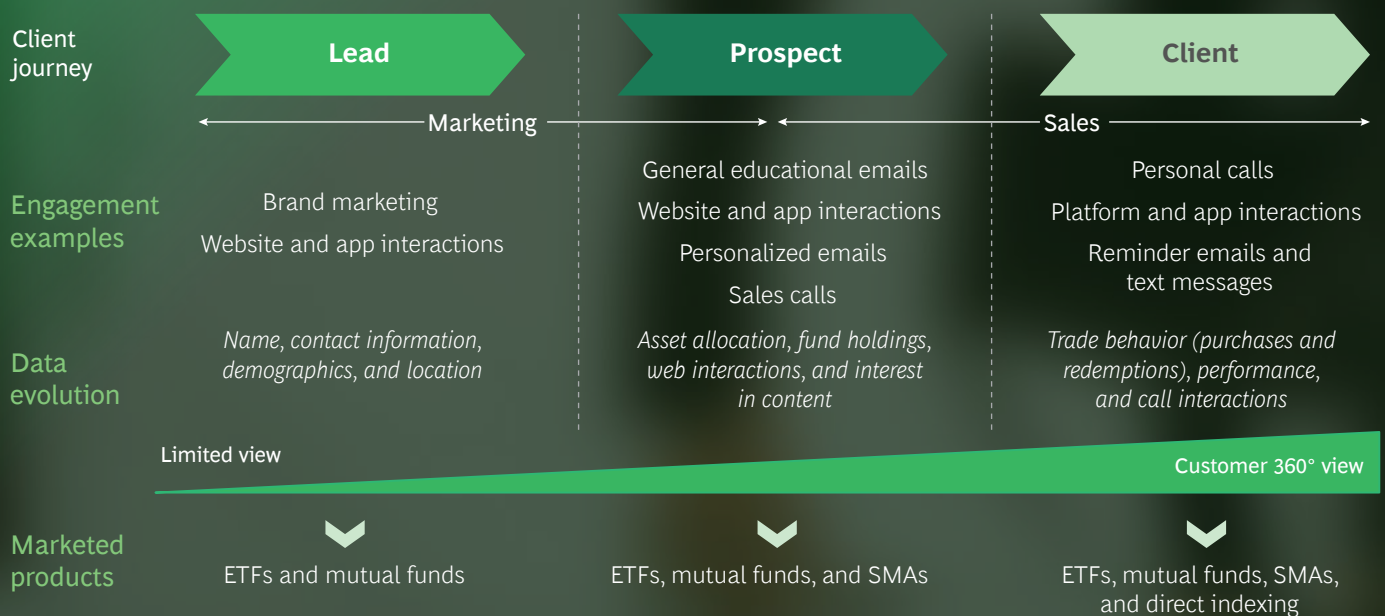 Client
journey
Lead
Prospect
Client
Marketing
Sales
Engagement
examples
Brand marketing
Website and app interactions
General educational emails
Website and app interactions
Personalized emails
Sales calls
Personal calls
Platform and app interactions
Reminder emails and
text messages
Data
evolution
Name, contact information,
demographics, and location
Asset allocation, fund holdings,
web interactions, and interest
in content
Trade behavior (purchases and
redemptions), performance,
and call interactions
Limited view
Customer 360° view
Marketed
products
ETFs and mutual funds
ETFs, mutual funds, and SMAs
ETFs, mutual funds, SMAs,
and direct indexing